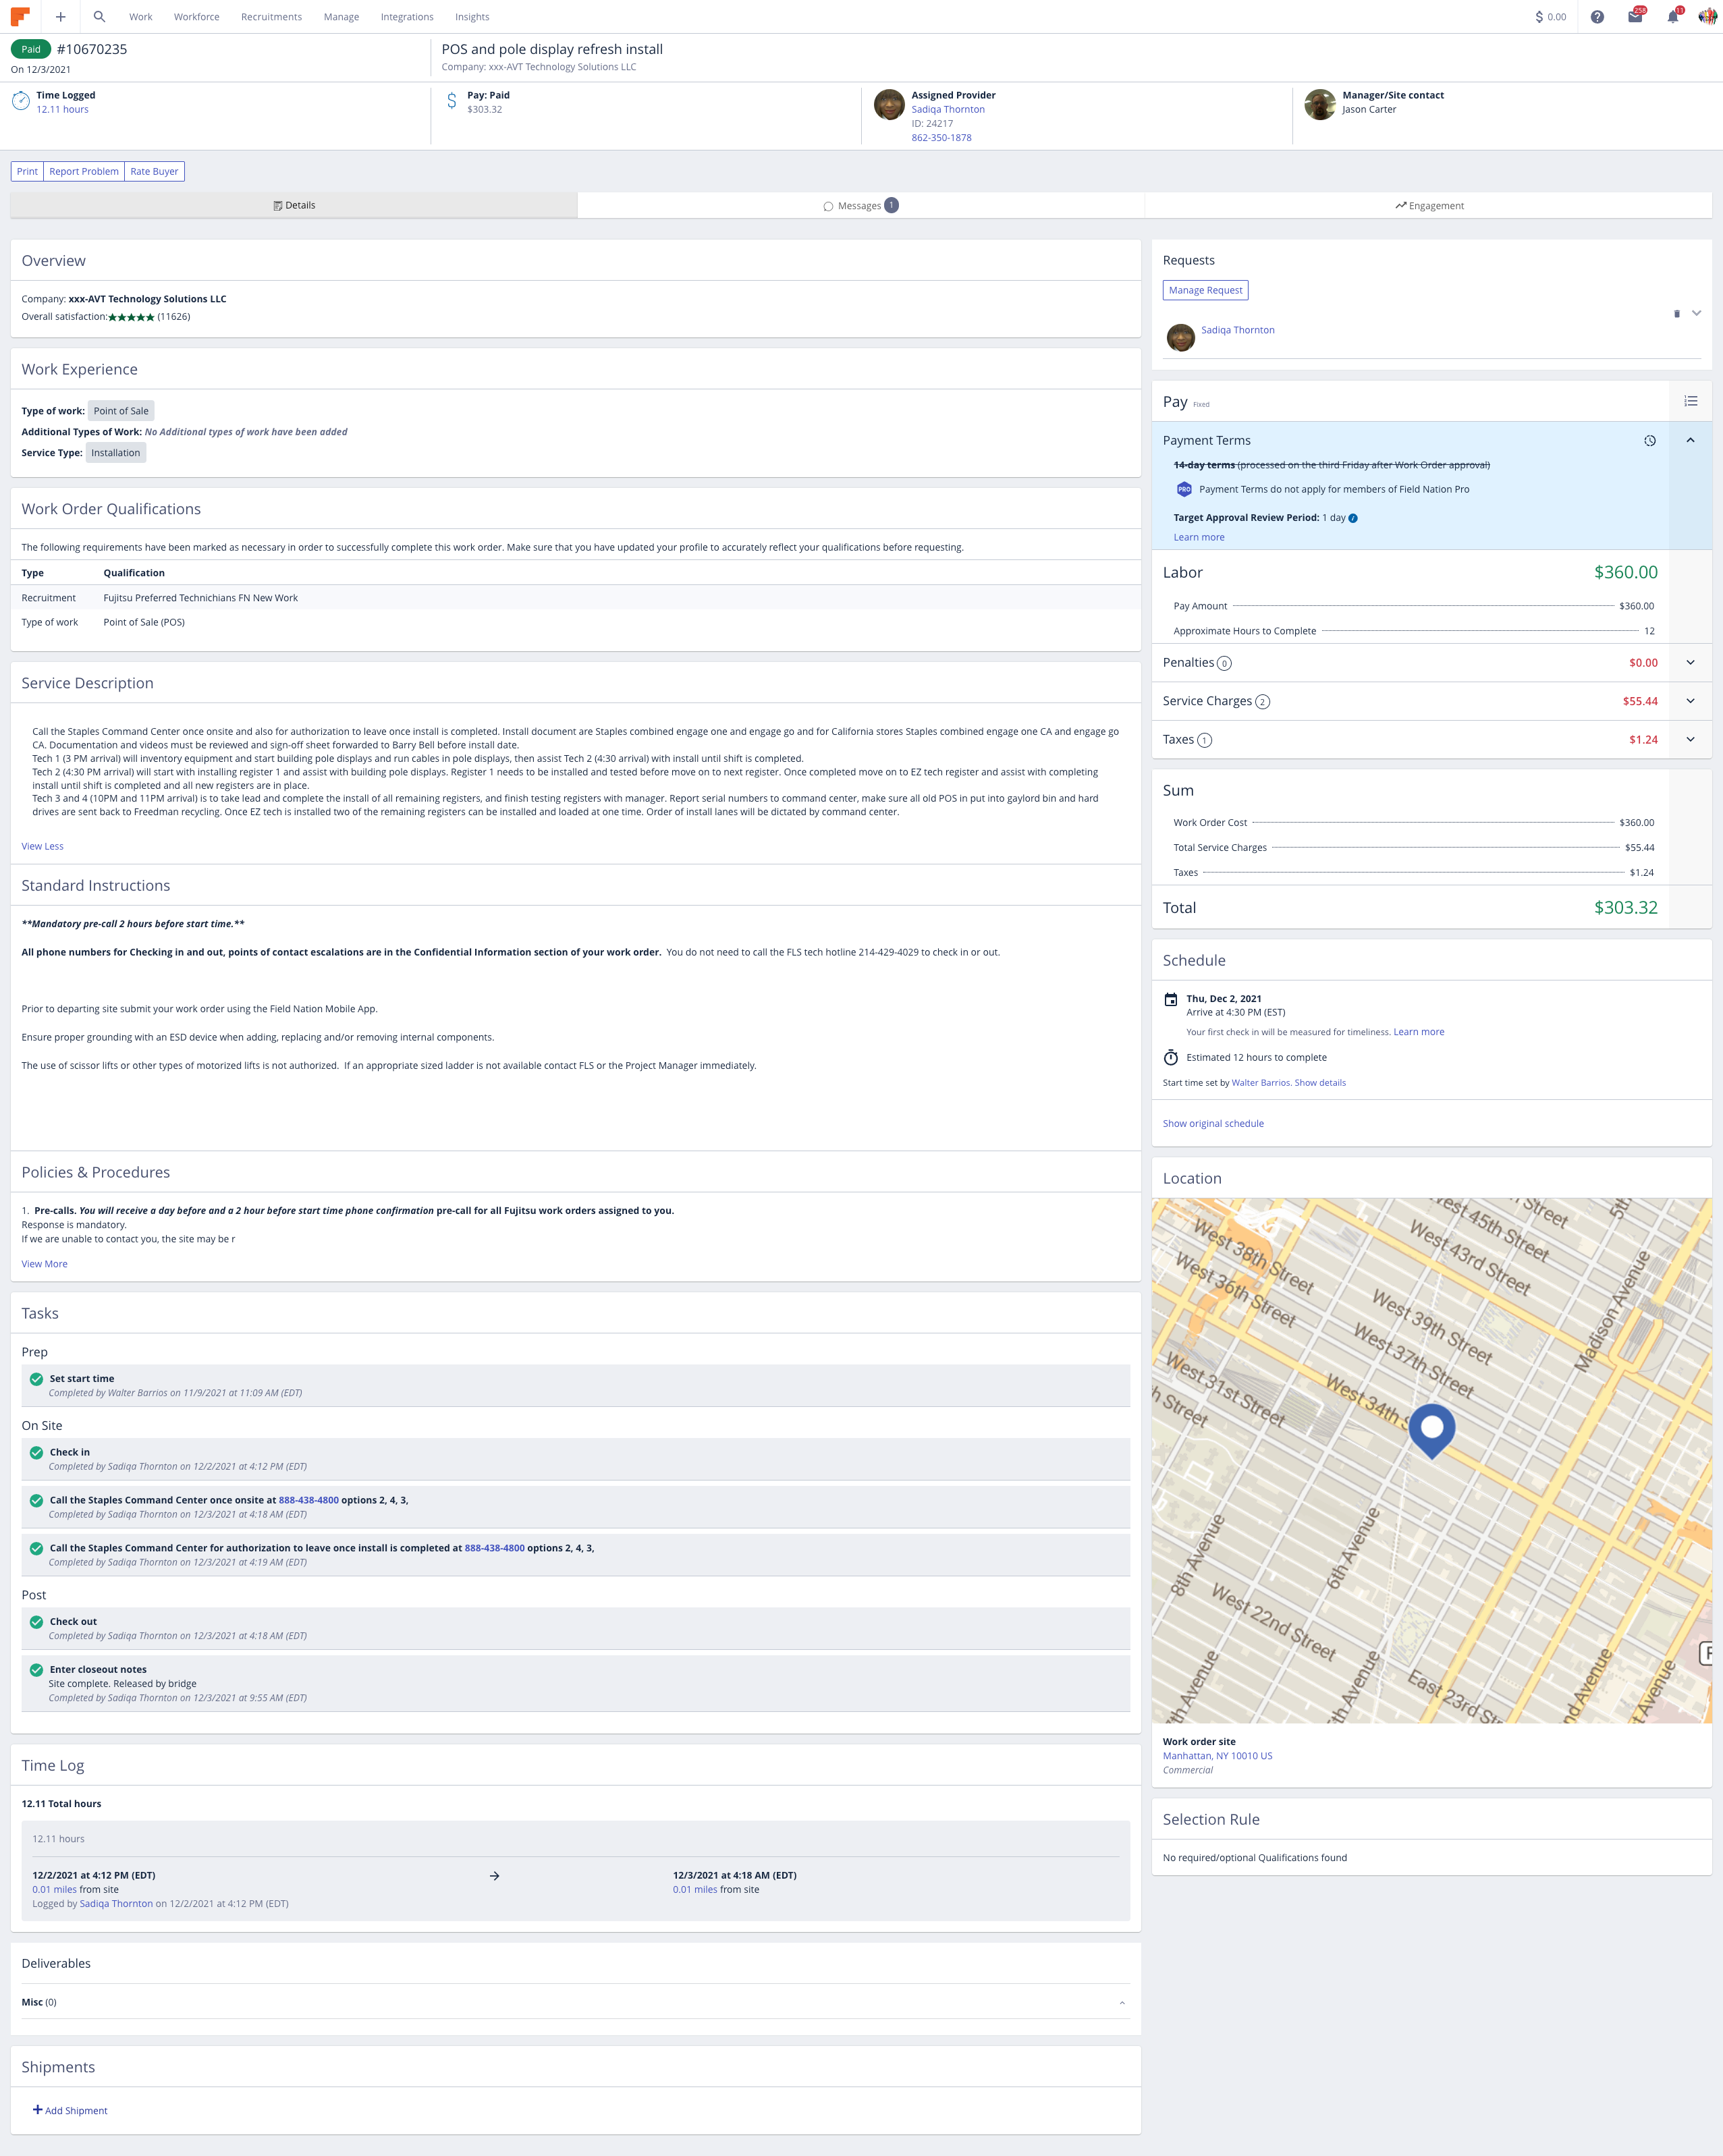 Work Workforce Recruitments Manage Integrations Insights $ 0.00 258 11
Paid #10670235
On 12/3/2021
POS and pole display refresh install
Company: xxx-AVT Technology Solutions LLC
Time Logged
12.11 hours
Pay: Paid
$303.32
Assigned Provider
Sadiqa Thornton
ID: 24217
862-350-1878
Manager/Site contact
Jason Carter
Print Report Problem Rate Buyer
Details Messages 1 Engagement
Overview
Company: xxx-AVT Technology Solutions LLC
Overall satisfaction:★★★★★ (11626)
Work Experience
Type of work: Point of Sale
Additional Types of Work: No Additional types of work have been added
Service Type: Installation
Work Order Qualifications
The following requirements have been marked as necessary in order to successfully complete this work order. Make sure that you have updated your profile to accurately reflect your qualifications before requesting.
Type Qualification
Recruitment Fujitsu Preferred Technichians FN New Work
Type of work Point of Sale (POS)
Service Description
Call the Staples Command Center once onsite and also for authorization to leave once install is completed. Install document are Staples combined engage one and engage go and for California stores Staples combined engage one CA and engage go
CA. Documentation and videos must be reviewed and sign-off sheet forwarded to Barry Bell before install date.
Tech 1 (3 PM arrival) will inventory equipment and start building pole displays and run cables in pole displays, then assist Tech 2 (4:30 arrival) with install until shift is completed.
Tech 2 (4:30 PM arrival) will start with installing register 1 and assist with building pole displays. Register 1 needs to be installed and tested before move on to next register. Once completed move on to EZ tech register and assist with completing
install until shift is completed and all new registers are in place.
Tech 3 and 4 (10PM and 11PM arrival) is to take lead and complete the install of all remaining registers, and finish testing registers with manager. Report serial numbers to command center, make sure all old POS in put into gaylord bin and hard
drives are sent back to Freedman recycling. Once EZ tech is installed two of the remaining registers can be installed and loaded at one time. Order of install lanes will be dictated by command center.
View Less
Standard Instructions
**Mandatory pre-call 2 hours before start time.**
All phone numbers for Checking in and out, points of contact escalations are in the Confidential Information section of your work order. You do not need to call the FLS tech hotline 214-429-4029 to check in or out.
Prior to departing site submit your work order using the Field Nation Mobile App.
Ensure proper grounding with an ESD device when adding, replacing and/or removing internal components.
The use of scissor lifts or other types of motorized lifts is not authorized. If an appropriate sized ladder is not available contact FLS or the Project Manager immediately.
Policies & Procedures
1. Pre-calls. You will receive a day before and a 2 hour before start time phone confirmation pre-call for all Fujitsu work orders assigned to you.
Response is mandatory.
If we are unable to contact you, the site may be r
View More
Tasks
Prep
Set start time
Completed by Walter Barrios on 11/9/2021 at 11:09 AM (EDT)
On Site
Check in
Completed by Sadiqa Thornton on 12/2/2021 at 4:12 PM (EDT)
Call the Staples Command Center once onsite at 888-438-4800 options 2, 4, 3,
Completed by Sadiqa Thornton on 12/3/2021 at 4:18 AM (EDT)
Call the Staples Command Center for authorization to leave once install is completed at 888-438-4800 options 2, 4, 3,
Completed by Sadiqa Thornton on 12/3/2021 at 4:19 AM (EDT)
Post
Check out
Completed by Sadiqa Thornton on 12/3/2021 at 4:18 AM (EDT)
Enter closeout notes
Site complete. Released by bridge
Completed by Sadiqa Thornton on 12/3/2021 at 9:55 AM (EDT)
Time Log
12.11 Total hours
12.11 hours
12/2/2021 at 4:12 PM (EDT) → 12/3/2021 at 4:18 AM (EDT)
0.01 miles from site 0.01 miles from site
Logged by Sadiqa Thornton on 12/2/2021 at 4:12 PM (EDT)
Deliverables
Misc (0)
Shipments
+ Add Shipment
Requests
Manage Request
Sadiqa Thornton
Pay Fixed
Payment Terms
14-day terms (processed on the third Friday after Work Order approval)
PRO Payment Terms do not apply for members of Field Nation Pro
Target Approval Review Period: 1 day
Learn more
Labor $360.00
Pay Amount $360.00
Approximate Hours to Complete 12
Penalties 0 $0.00
Service Charges 2 $55.44
Taxes 1 $1.24
Sum
Work Order Cost $360.00
Total Service Charges $55.44
Taxes $1.24
Total $303.32
Schedule
Thu, Dec 2, 2021
Arrive at 4:30 PM (EST)
Your first check in will be measured for timeliness. Learn more
Estimated 12 hours to complete
Start time set by Walter Barrios. Show details
Show original schedule
Location
West 45th Street
5th
West 43rd Street
West 38th Street
West 36th Street
West 39th Street
Madison Avenue
West 37th Street
West 31st Street
West 34th S
h Street
8th Avenue
6th Avenue
West 22nd Street
East 23rd St
th Avenue
th Avenue
nd Avenue
st Avenue
F
Work order site
Manhattan, NY 10010 US
Commercial
Selection Rule
No required/optional Qualifications found